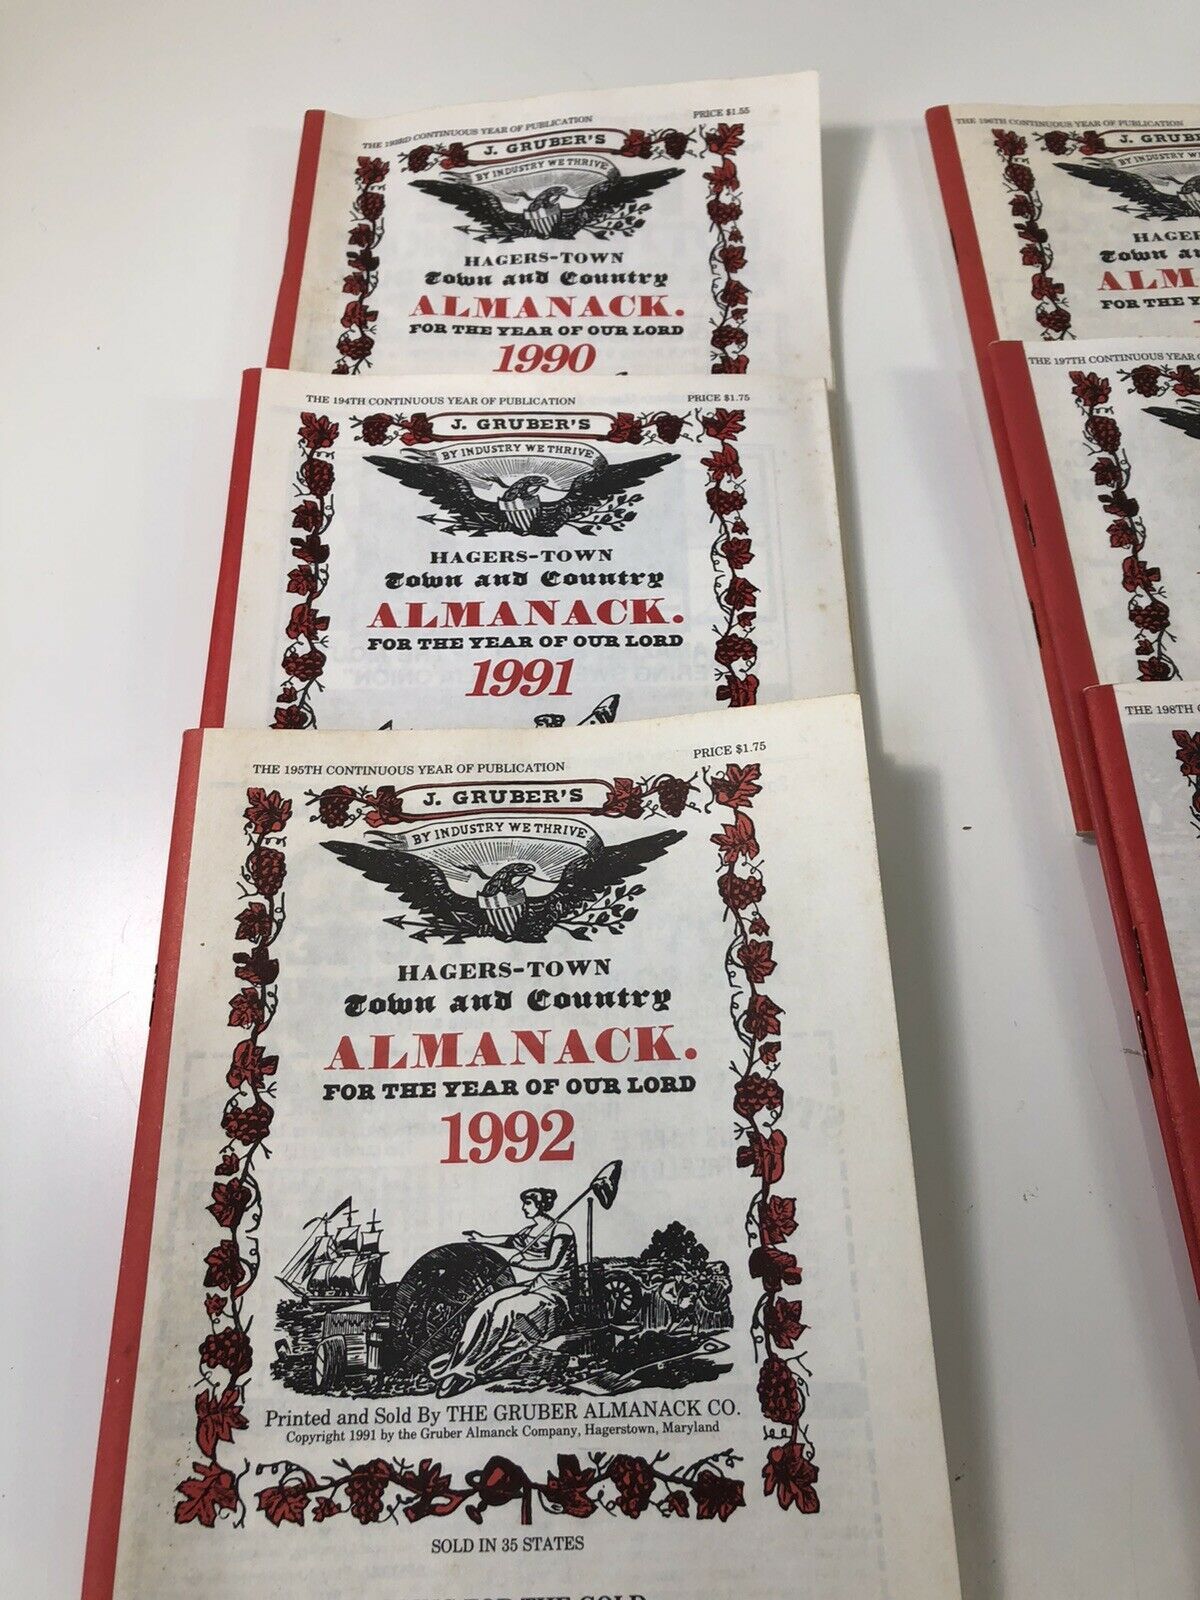 THE 193RD CONTINUOUS YEAR OF PUBLICATION PRICE $1.55
J. GRUBER'S
BY INDUSTRY WE THRIVE
HAGERS-TOWN
Town and Country
ALMANACK.
FOR THE YEAR OF OUR LORD
1990
THE 194TH CONTINUOUS YEAR OF PUBLICATION PRICE $1.75
J. GRUBER'S
BY INDUSTRY WE THRIVE
HAGERS-TOWN
Town and Country
ALMANACK.
FOR THE YEAR OF OUR LORD
1991
THE 195TH CONTINUOUS YEAR OF PUBLICATION PRICE $1.75
J. GRUBER'S
BY INDUSTRY WE THRIVE
HAGERS-TOWN
Town and Country
ALMANACK.
FOR THE YEAR OF OUR LORD
1992
Printed and Sold By THE GRUBER ALMANACK CO.
Copyright 1991 by the Gruber Almanck Company, Hagerstown, Maryland
SOLD IN 35 STATES
FOR THE GOLD
THE 196TH CONTINUOUS YEAR OF PUBLICATION
J. GRUBE
BY INDUSTRY WE
HAGER
Town a
ALM
FOR THE Y
THE 197TH CONTINUOUS YEAR
THE 198TH